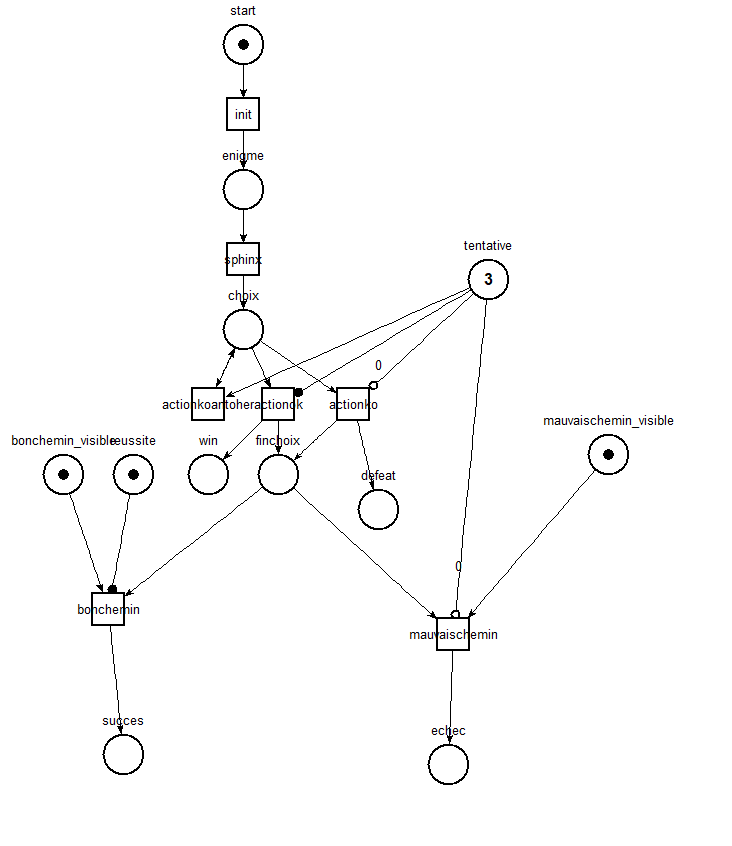 start
init
enigme
sphinx
tentative
3
choix
0
actionkoantoheractionok
actionko
mauvaischemin_visible
bonchemin_visible
reussite
win
finchoix
defeat
0
bonchemin
mauvaischemin
succes
echec